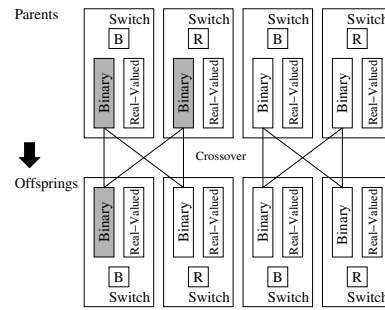 Parents
Switch Switch Switch Switch
B R B R
Binary Real-Valued Binary Real-Valued Binary Real-Valued Binary Real-Valued
Crossover
Offsprings
Binary Real-Valued Binary Real-Valued Binary Real-Valued Binary Real-Valued
B R B R
Switch Switch Switch Switch